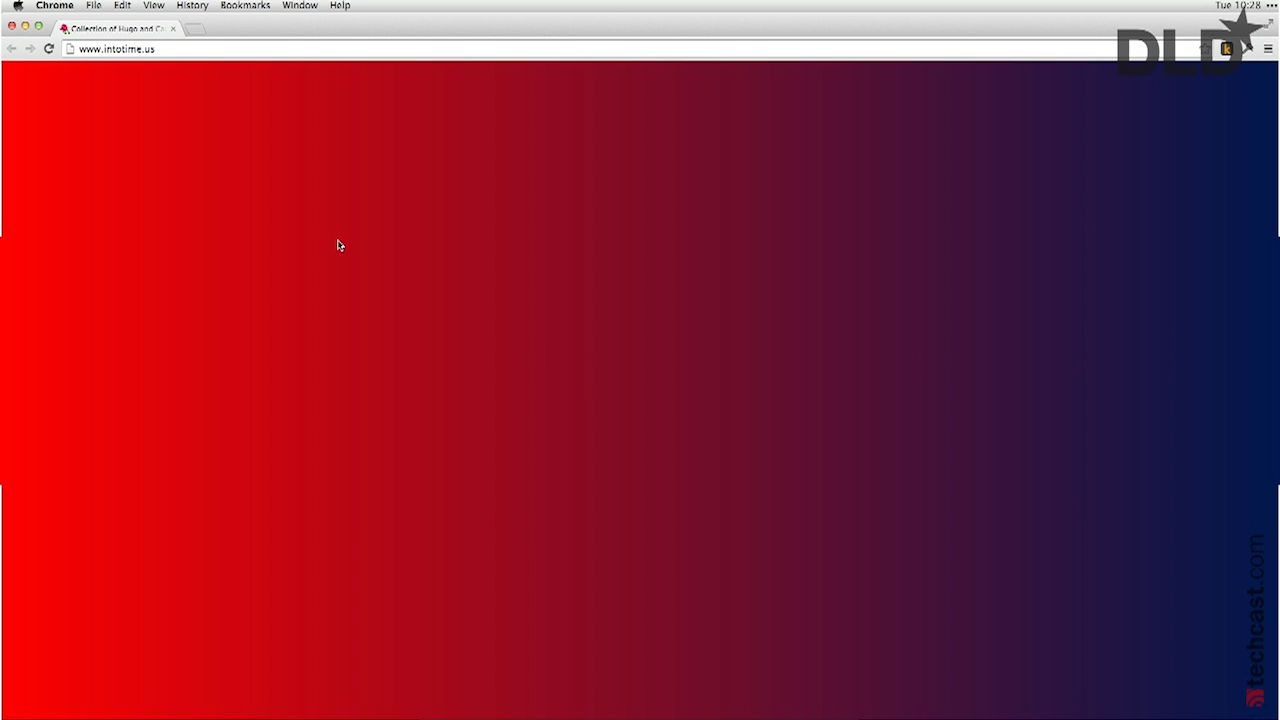 Chrome File Edit View History Bookmarks Window Help Tue 10:28
Collection of Hugo and Ca
www.intotime.us
DLD
techcast.com